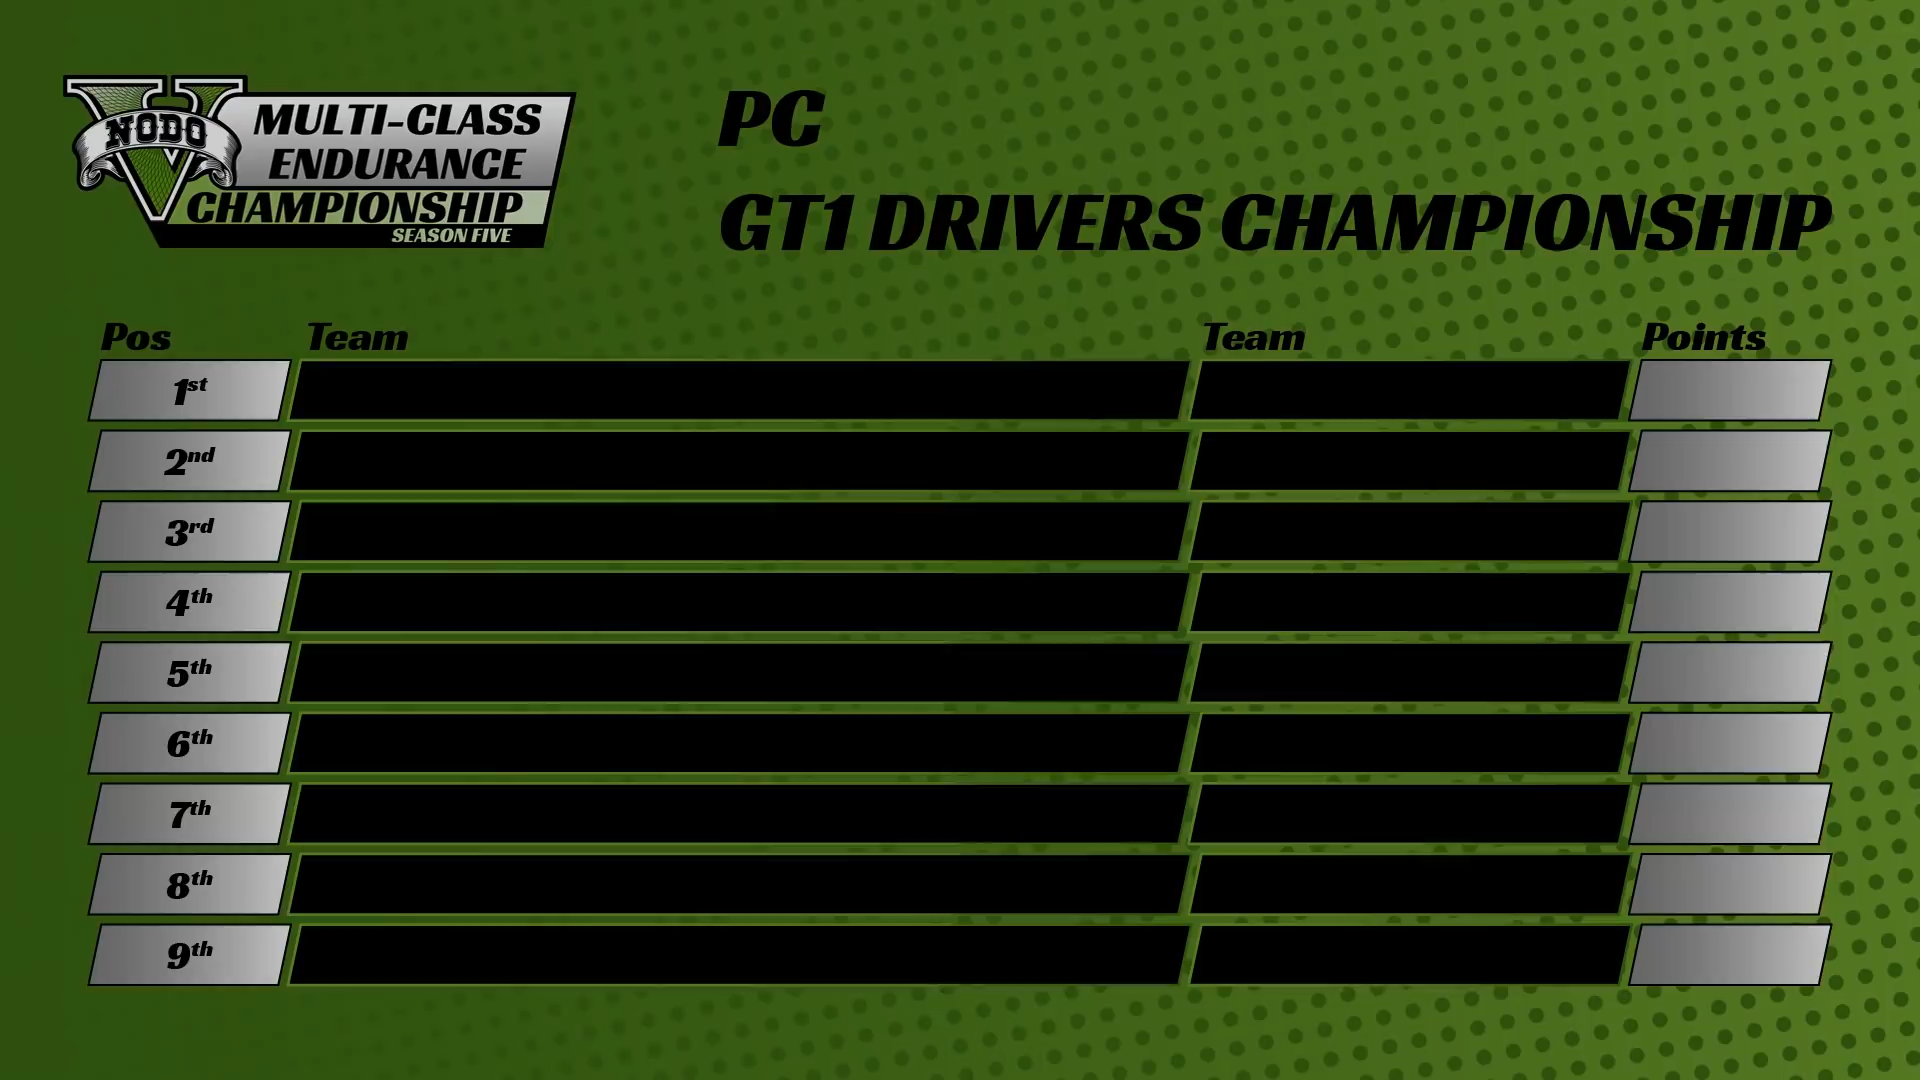 NODO
MULTI-CLASS
ENDURANCE
CHAMPIONSHIP
SEASON FIVE
PC
GT1 DRIVERS CHAMPIONSHIP
Pos Team Team Points
1st
2nd
3rd
4th
5th
6th
7th
8th
9th